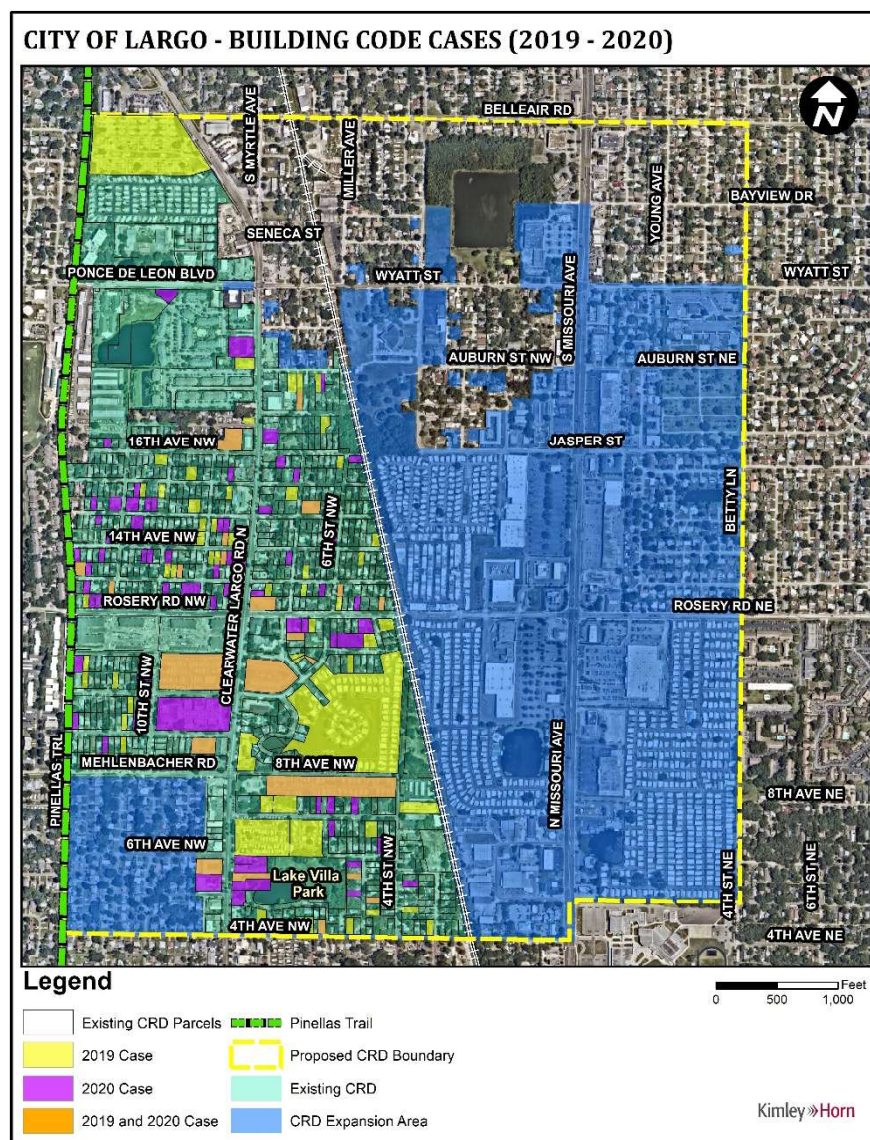 CITY OF LARGO - BUILDING CODE CASES (2019 - 2020)
BELLEAIR RD
S MYRTLE AVE
MILLER AVE
N
YOUNG AVE
BAYVIEW DR
SENECA ST
PONCE DE LEON BLVD
WYATT ST
WYATT ST
S MISSOURI AVE
AUBURN ST NW
AUBURN ST NE
16TH AVE NW
JASPER ST
BETTY LN
14TH AVE NW
6TH ST NW
ROSERY RD NW
CLEARWATER LARGO RD N
ROSERY RD NE
10TH ST NW
MEHLENBACHER RD
8TH AVE NW
PINELLAS TRL
N MISSOURI AVE
8TH AVE NE
6TH AVE NW
Lake Villa
Park
4TH ST NW
4TH ST NE
6TH ST NE
4TH AVE NW
4TH AVE NE
Legend
Feet
0 500 1,000
Existing CRD Parcels
Pinellas Trail
2019 Case
Proposed CRD Boundary
2020 Case
Existing CRD
2019 and 2020 Case
CRD Expansion Area
Kimley»Horn